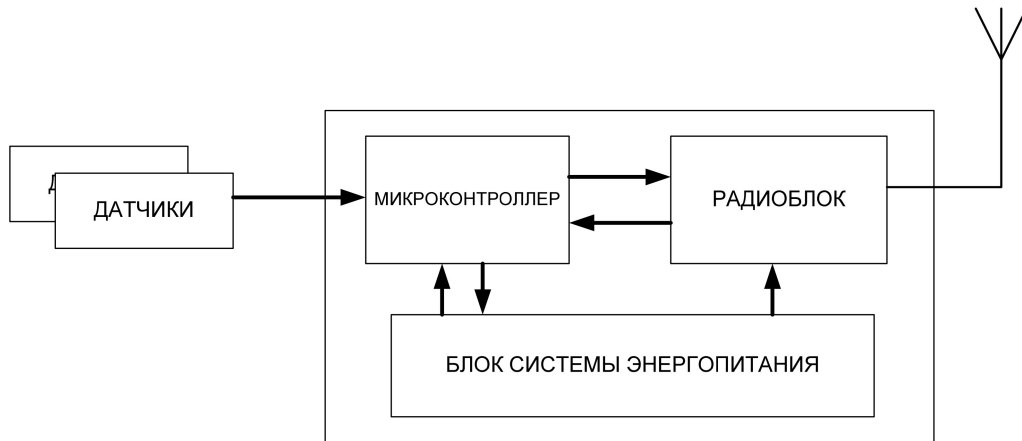 ДАТЧИКИ
МИКРОКОНТРОЛЛЕР
РАДИОБЛОК
БЛОК СИСТЕМЫ ЭНЕРГОПИТАНИЯ